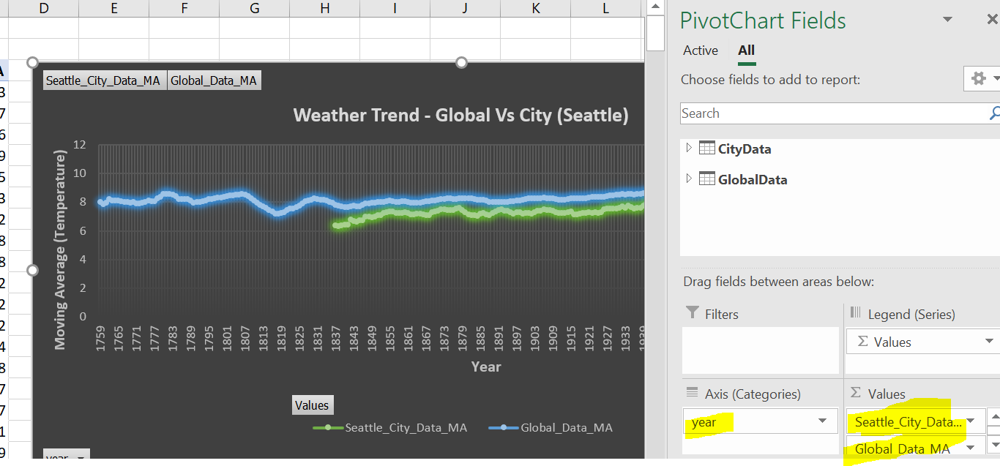 D E F G H I J K L
PivotChart Fields
Active All
Choose fields to add to report:
Search
CityData
GlobalData
Drag fields between areas below:
Filters
Legend (Series)
Σ Values
Axis (Categories)
Σ Values
year
Seattle_City_Data...
Global_Data_MA
A
3
7
6
9
5
3
2
8
8
2
2
2
4
8
7
7
1
9
Seattle_City_Data_MA Global_Data_MA
Weather Trend - Global Vs City (Seattle)
Moving Average (Temperature)
12
10
8
6
4
2
0
1759 1765 1771 1777 1783 1789 1795 1801 1807 1813 1819 1825 1831 1837 1843 1849 1855 1861 1867 1873 1879 1885 1891 1897 1903 1909 1915 1921 1927 1933 1939
Year
Values
Seattle_City_Data_MA Global_Data_MA
year